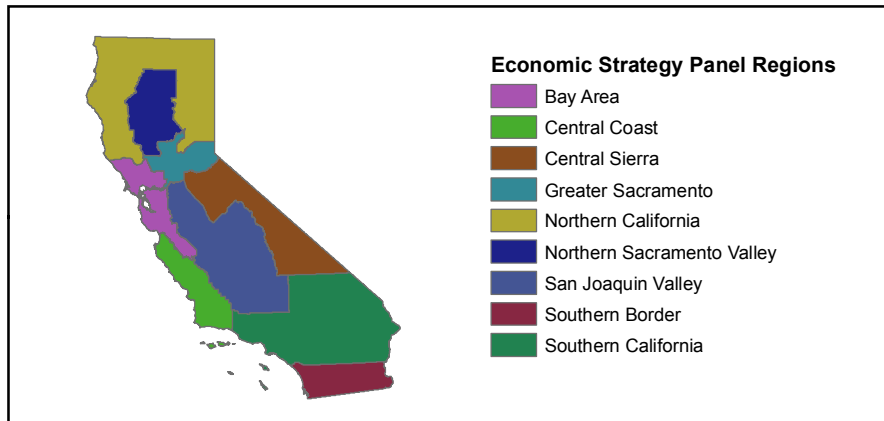 Economic Strategy Panel Regions
Bay Area
Central Coast
Central Sierra
Greater Sacramento
Northern California
Northern Sacramento Valley
San Joaquin Valley
Southern Border
Southern California